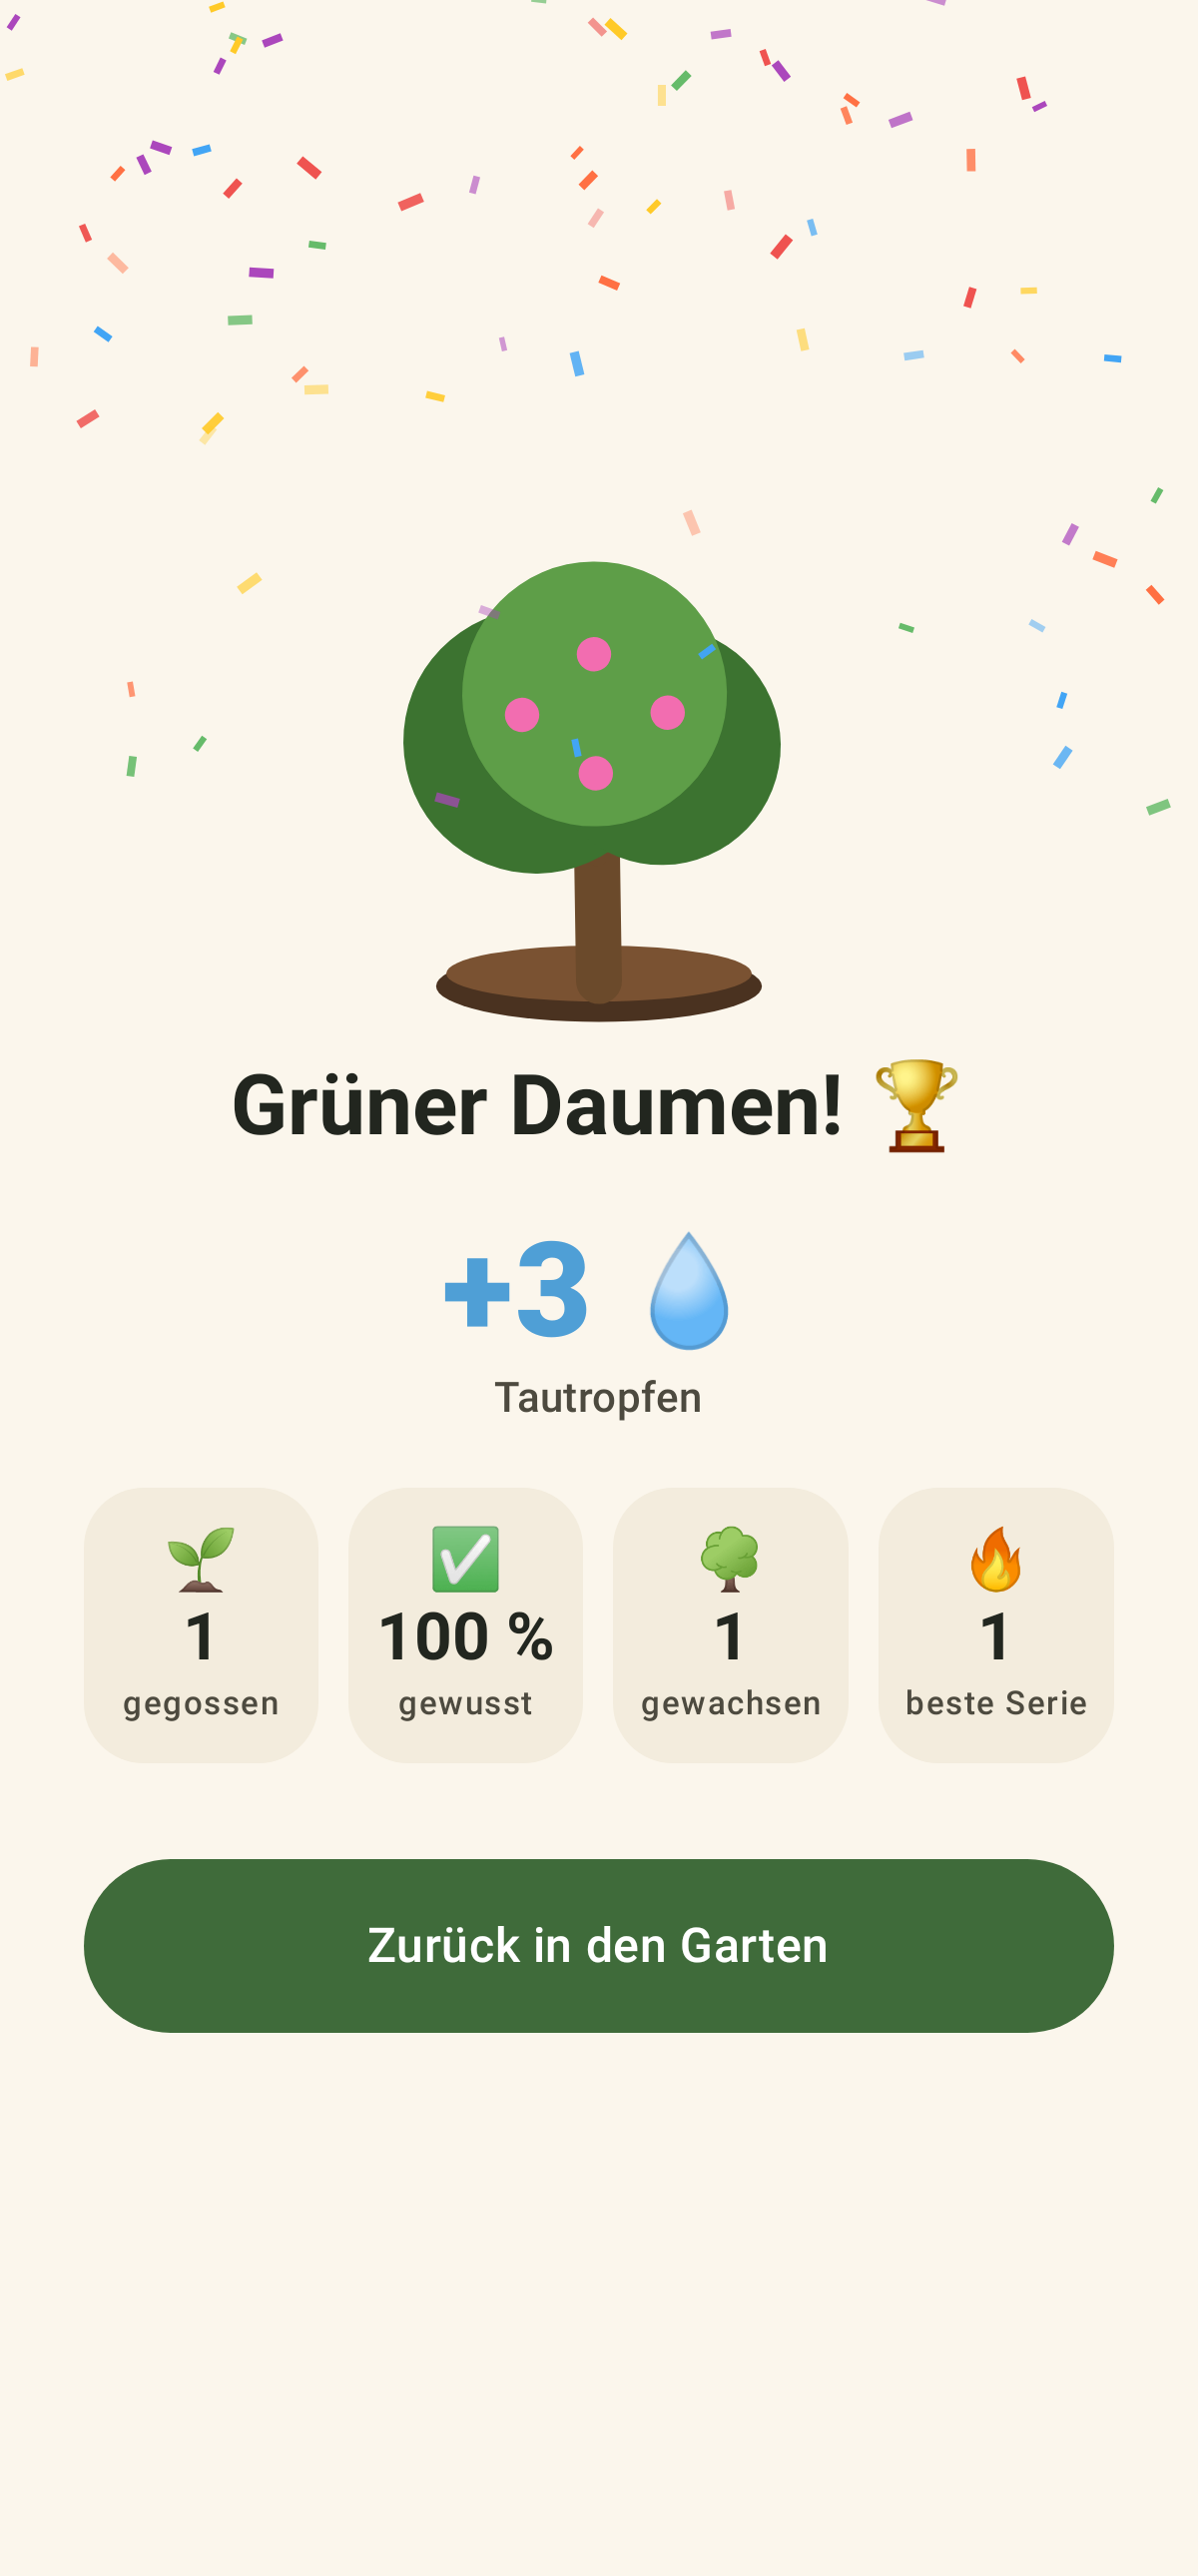 Grüner Daumen! 🏆
+3 💧
Tautropfen
🌱 ✅ 🌳 🔥
1 100 % 1 1
gegossen gewusst gewachsen beste Serie
Zurück in den Garten